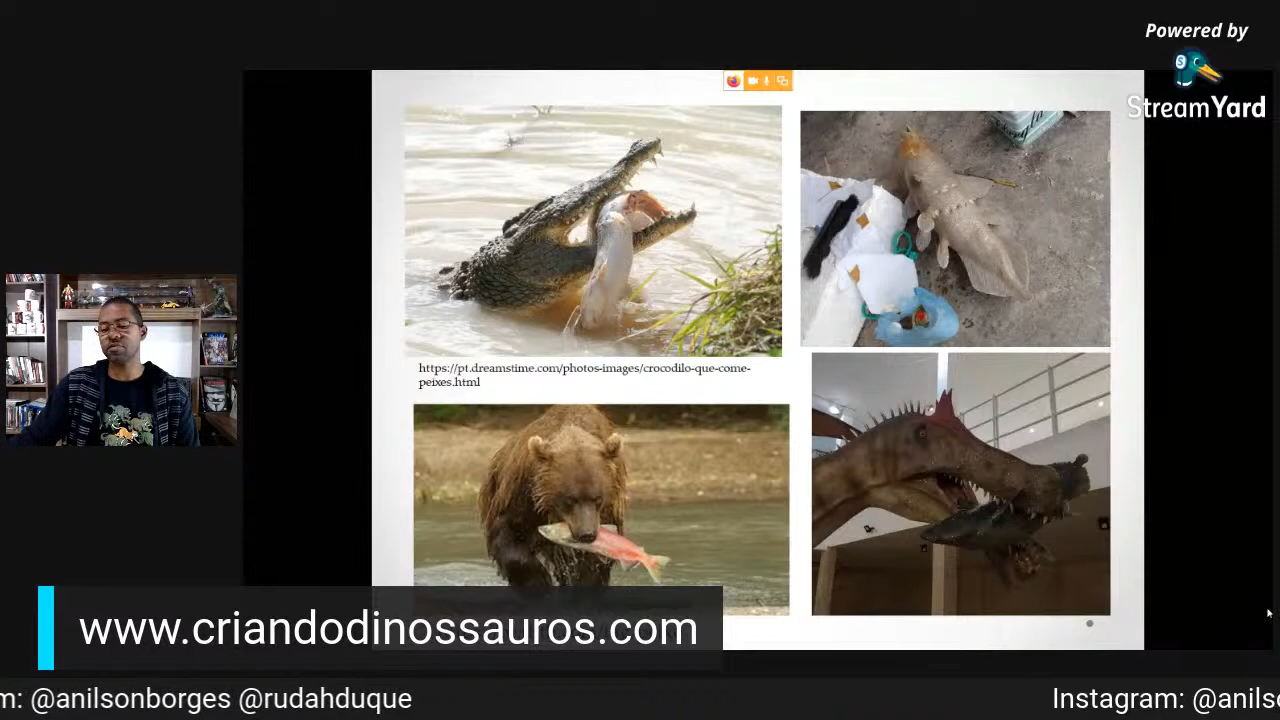 Powered by
StreamYard
https://pt.dreamstime.com/photos-images/crocodilo-que-come-
peixes.html
www.criandodinossauros.com
m: @anilsonborges @rudahduque
Instagram: @anils